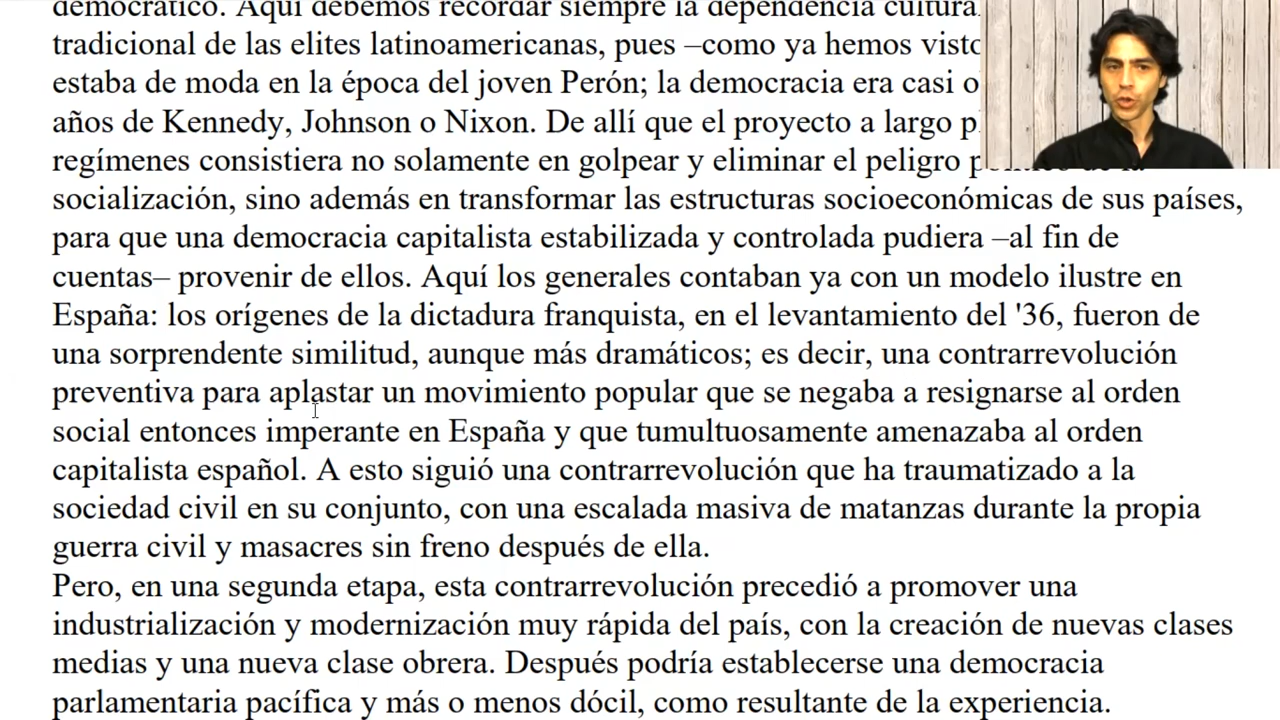 democrático. Aquí debemos recordar siempre la dependencia cultural
tradicional de las elites latinoamericanas, pues –como ya hemos visto
estaba de moda en la época del joven Perón; la democracia era casi
años de Kennedy, Johnson o Nixon. De allí que el proyecto a largo
regímenes consistiera no solamente en golpear y eliminar el peligro
socialización, sino además en transformar las estructuras socioeconómicas de sus países,
para que una democracia capitalista estabilizada y controlada pudiera –al fin de
cuentas– provenir de ellos. Aquí los generales contaban ya con un modelo ilustre en
España: los orígenes de la dictadura franquista, en el levantamiento del '36, fueron de
una sorprendente similitud, aunque más dramáticos; es decir, una contrarrevolución
preventiva para aplastar un movimiento popular que se negaba a resignarse al orden
social entonces imperante en España y que tumultuosamente amenazaba al orden
capitalista español. A esto siguió una contrarrevolución que ha traumatizado a la
sociedad civil en su conjunto, con una escalada masiva de matanzas durante la propia
guerra civil y masacres sin freno después de ella.
Pero, en una segunda etapa, esta contrarrevolución precedió a promover una
industrialización y modernización muy rápida del país, con la creación de nuevas clases
medias y una nueva clase obrera. Después podría establecerse una democracia
parlamentaria pacífica y más o menos dócil, como resultante de la experiencia.